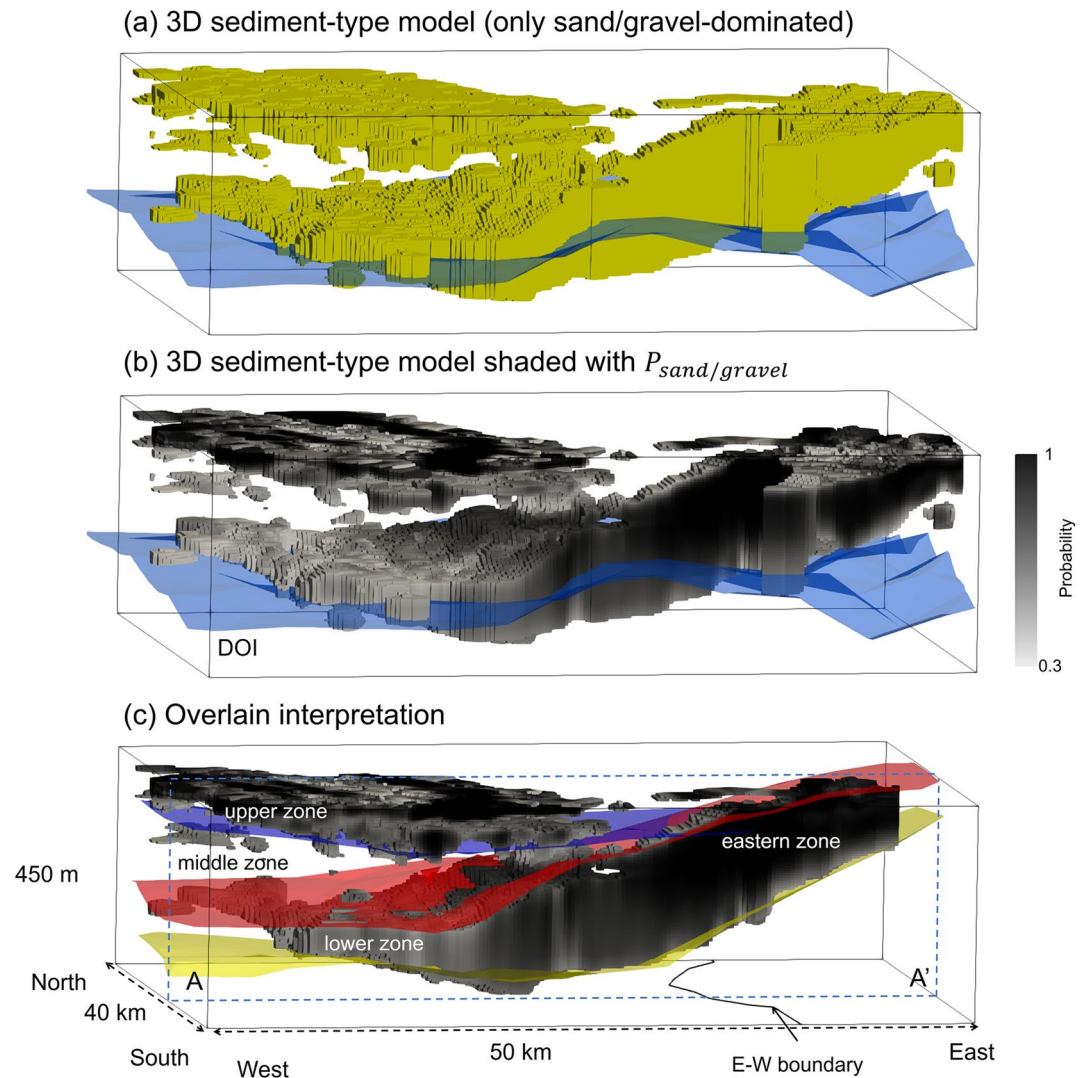 (a) 3D sediment-type model (only sand/gravel-dominated)
(b) 3D sediment-type model shaded with P_{sand/gravel}
1
Probability
0.3
DOI
(c) Overlain interpretation
upper zone
eastern zone
middle zone
450 m
lower zone
A
A’
North
40 km
South
West
50 km
E-W boundary
East